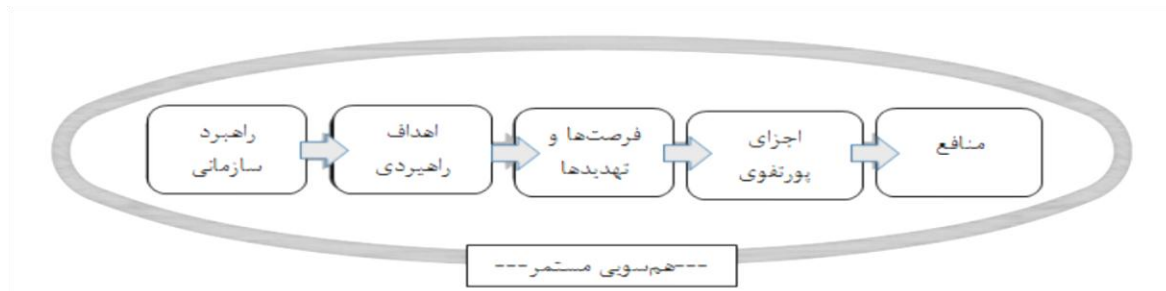 راهبرد
سازمانی
اهداف
راهبردی
فرصت‌ها و
تهدیدها
اجزای
پورتفوی
منافع
---هم‌سویی مستمر---